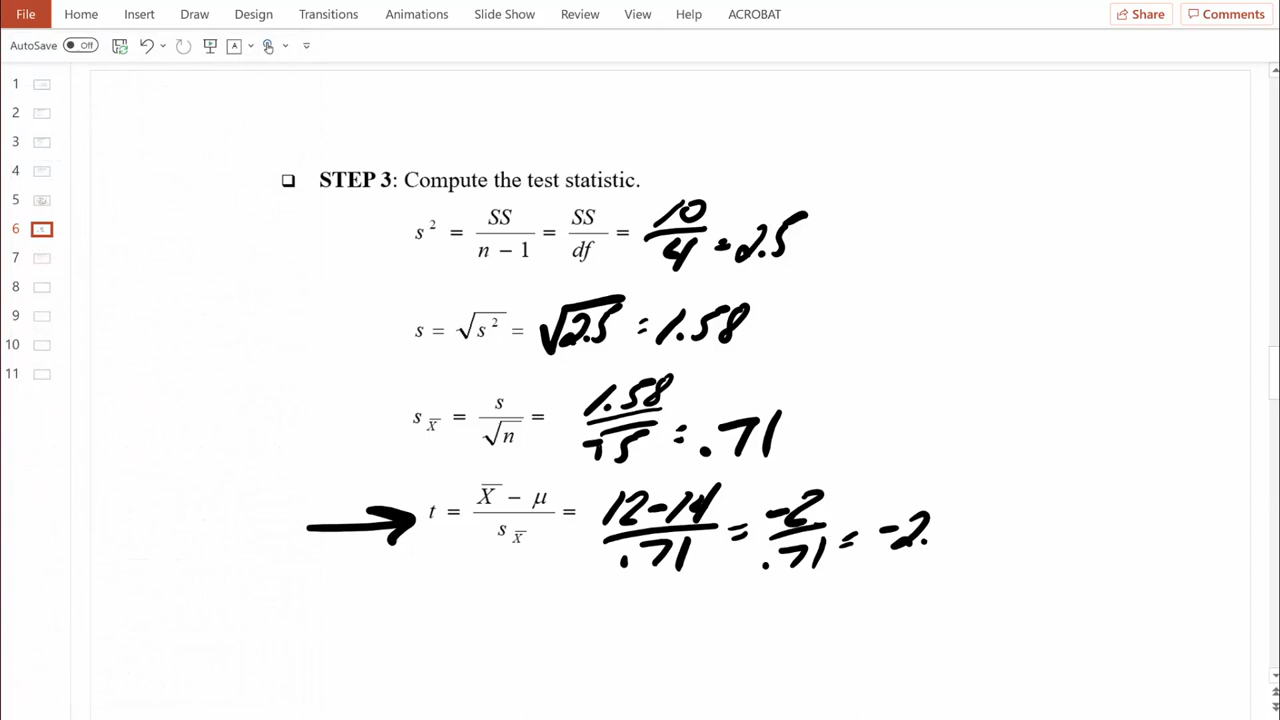 File Home Insert Draw Design Transitions Animations Slide Show Review View Help ACROBAT Share Comments
AutoSave Off A
1
2
3
4
5
6
7
8
9
10
11
❑ STEP 3: Compute the test statistic.
s² = SS / n − 1 = SS / df = 10 / 4 = 2.5
s = √s² = √2.5 = 1.58
s_X̅ = s / √n = 1.58 / √5 = .71
→ t = X̅ − μ / s_X̅ = 12-14 / .71 = -2 / .71 = -2.